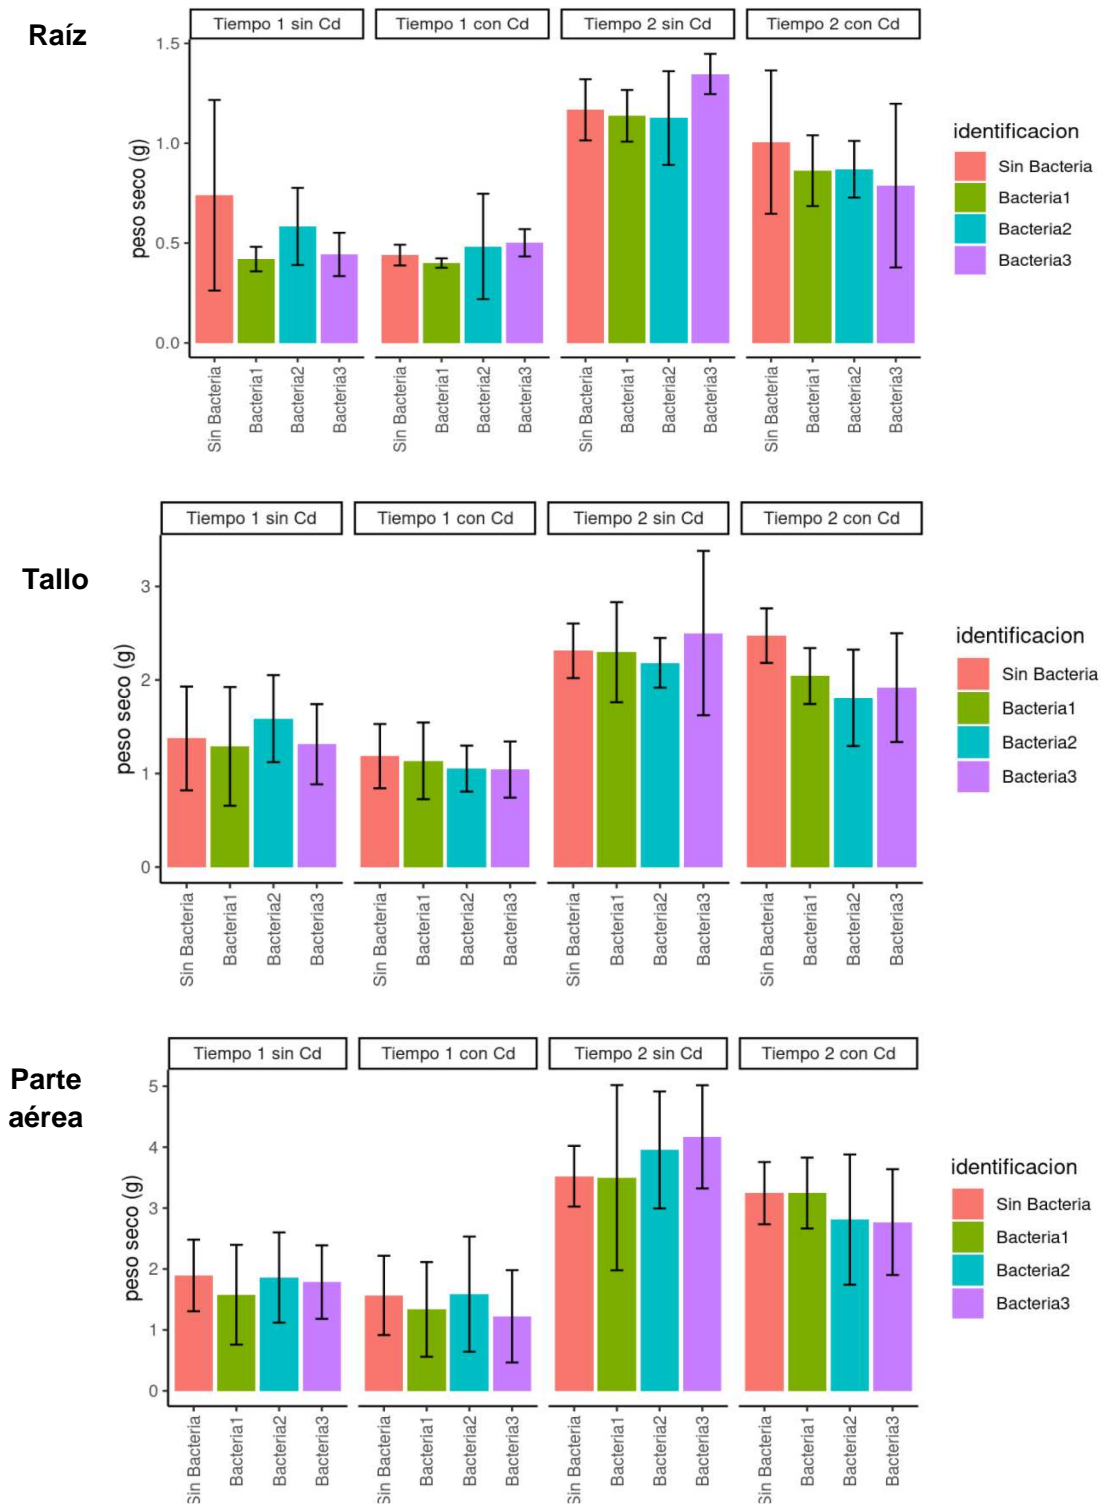 Raíz
Tiempo 1 sin Cd
Tiempo 1 con Cd
Tiempo 2 sin Cd
Tiempo 2 con Cd
peso seco (g)
1.5
1.0
0.5
0.0
Sin Bacteria
Bacteria1
Bacteria2
Bacteria3
Sin Bacteria
Bacteria1
Bacteria2
Bacteria3
Sin Bacteria
Bacteria1
Bacteria2
Bacteria3
Sin Bacteria
Bacteria1
Bacteria2
Bacteria3
identificacion
Sin Bacteria
Bacteria1
Bacteria2
Bacteria3
Tallo
Tiempo 1 sin Cd
Tiempo 1 con Cd
Tiempo 2 sin Cd
Tiempo 2 con Cd
peso seco (g)
3
2
1
0
Sin Bacteria
Bacteria1
Bacteria2
Bacteria3
Sin Bacteria
Bacteria1
Bacteria2
Bacteria3
Sin Bacteria
Bacteria1
Bacteria2
Bacteria3
Sin Bacteria
Bacteria1
Bacteria2
Bacteria3
identificacion
Sin Bacteria
Bacteria1
Bacteria2
Bacteria3
Parte
aérea
Tiempo 1 sin Cd
Tiempo 1 con Cd
Tiempo 2 sin Cd
Tiempo 2 con Cd
peso seco (g)
5
4
3
2
1
0
Sin Bacteria
Bacteria1
Bacteria2
Bacteria3
Sin Bacteria
Bacteria1
Bacteria2
Bacteria3
Sin Bacteria
Bacteria1
Bacteria2
Bacteria3
Sin Bacteria
Bacteria1
Bacteria2
Bacteria3
identificacion
Sin Bacteria
Bacteria1
Bacteria2
Bacteria3